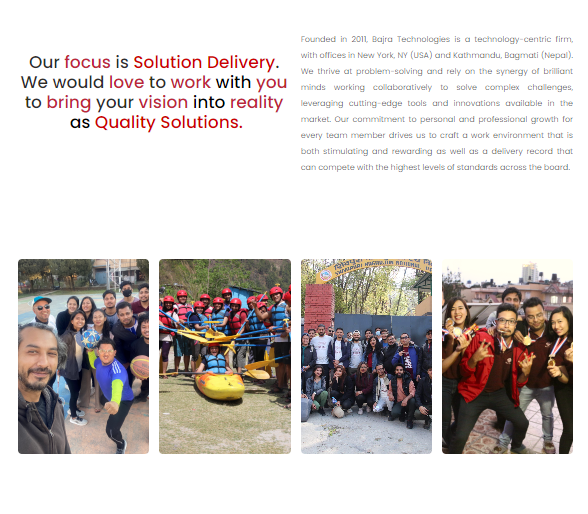 Our focus is Solution Delivery.
We would love to work with you
to bring your vision into reality
as Quality Solutions.
Founded in 2011, Bajra Technologies is a technology-centric firm,
with offices in New York, NY (USA) and Kathmandu, Bagmati (Nepal).
We thrive at problem-solving and rely on the synergy of brilliant
minds working collaboratively to solve complex challenges,
leveraging cutting-edge tools and innovations available in the
market. Our commitment to personal and professional growth for
every team member drives us to craft a work environment that is
both stimulating and rewarding as well as a delivery record that
can compete with the highest levels of standards across the board.